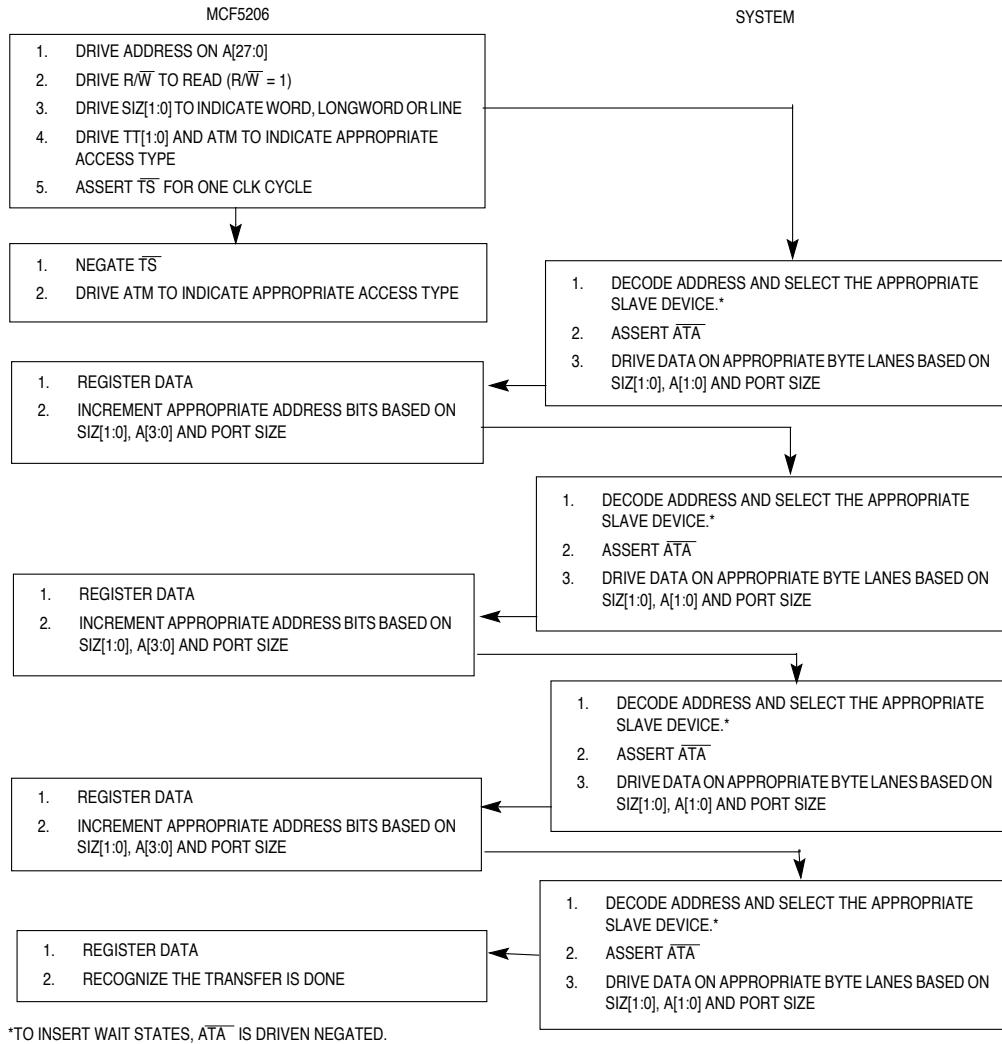 MCF5206
SYSTEM
1. DRIVE ADDRESS ON A[27:0]
2. DRIVE R/W̅ TO READ (R/W̅ = 1)
3. DRIVE SIZ[1:0] TO INDICATE WORD, LONGWORD OR LINE
4. DRIVE TT[1:0] AND ATM TO INDICATE APPROPRIATE
ACCESS TYPE
5. ASSERT T̅S̅ FOR ONE CLK CYCLE
1. NEGATE T̅S̅
2. DRIVE ATM TO INDICATE APPROPRIATE ACCESS TYPE
1. DECODE ADDRESS AND SELECT THE APPROPRIATE
SLAVE DEVICE.*
2. ASSERT A̅T̅A̅
3. DRIVE DATA ON APPROPRIATE BYTE LANES BASED ON
SIZ[1:0], A[1:0] AND PORT SIZE
1. REGISTER DATA
2. INCREMENT APPROPRIATE ADDRESS BITS BASED ON
SIZ[1:0], A[3:0] AND PORT SIZE
1. DECODE ADDRESS AND SELECT THE APPROPRIATE
SLAVE DEVICE.*
2. ASSERT A̅T̅A̅
3. DRIVE DATA ON APPROPRIATE BYTE LANES BASED ON
SIZ[1:0], A[1:0] AND PORT SIZE
1. REGISTER DATA
2. INCREMENT APPROPRIATE ADDRESS BITS BASED ON
SIZ[1:0], A[3:0] AND PORT SIZE
1. DECODE ADDRESS AND SELECT THE APPROPRIATE
SLAVE DEVICE.*
2. ASSERT A̅T̅A̅
3. DRIVE DATA ON APPROPRIATE BYTE LANES BASED ON
SIZ[1:0], A[1:0] AND PORT SIZE
1. REGISTER DATA
2. INCREMENT APPROPRIATE ADDRESS BITS BASED ON
SIZ[1:0], A[3:0] AND PORT SIZE
1. DECODE ADDRESS AND SELECT THE APPROPRIATE
SLAVE DEVICE.*
2. ASSERT A̅T̅A̅
3. DRIVE DATA ON APPROPRIATE BYTE LANES BASED ON
SIZ[1:0], A[1:0] AND PORT SIZE
1. REGISTER DATA
2. RECOGNIZE THE TRANSFER IS DONE
*TO INSERT WAIT STATES, A̅T̅A̅ IS DRIVEN NEGATED.